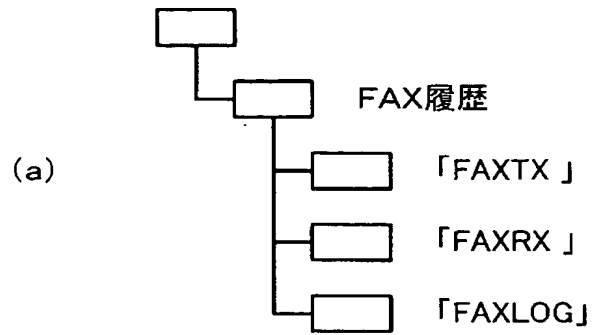 FAX履歴
(a)
「FAXTX 」
「FAXRX 」
「FAXLOG」